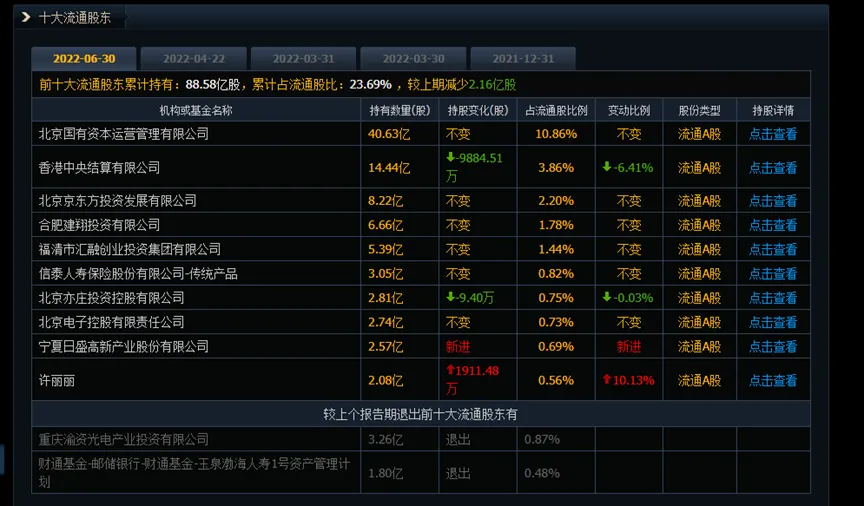 十大流通股东
2022-06-30 2022-04-22 2022-03-31 2022-03-30 2021-12-31
前十大流通股东累计持有：88.58亿股，累计占流通股比：23.69% ，较上期减少2.16亿股
机构或基金名称 持有数量(股) 持股变化(股) 占流通股比例 变动比例 股份类型 持股详情
北京国有资本运营管理有限公司 40.63亿 不变 10.86% 不变 流通A股 点击查看
香港中央结算有限公司 14.44亿 -9884.51万 3.86% -6.41% 流通A股 点击查看
北京京东方投资发展有限公司 8.22亿 不变 2.20% 不变 流通A股 点击查看
合肥建翔投资有限公司 6.66亿 不变 1.78% 不变 流通A股 点击查看
福清市汇融创业投资集团有限公司 5.39亿 不变 1.44% 不变 流通A股 点击查看
信泰人寿保险股份有限公司-传统产品 3.05亿 不变 0.82% 不变 流通A股 点击查看
北京亦庄投资控股有限公司 2.81亿 -9.40万 0.75% -0.03% 流通A股 点击查看
北京电子控股有限责任公司 2.74亿 不变 0.73% 不变 流通A股 点击查看
宁夏日盛高新产业股份有限公司 2.57亿 新进 0.69% 新进 流通A股 点击查看
许丽丽 2.08亿 1911.48万 0.56% 10.13% 流通A股 点击查看
较上个报告期退出前十大流通股东有
重庆渝资光电产业投资有限公司 3.26亿 退出 0.87%
财通基金-邮储银行-财通基金-玉泉渤海人寿1号资产管理计划 1.80亿 退出 0.48%